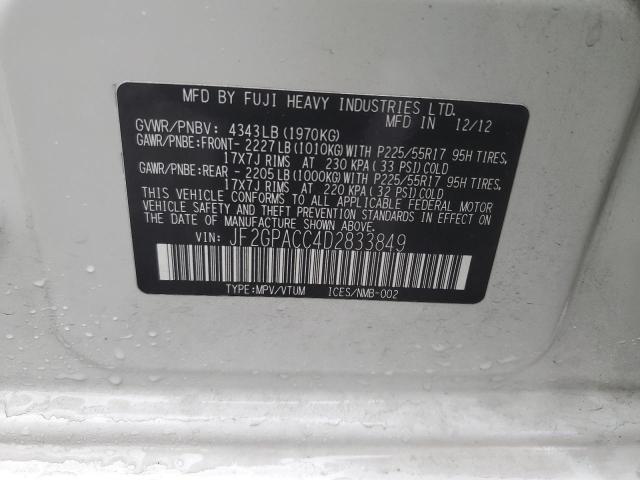 MFD BY FUJI HEAVY INDUSTRIES LTD.
MFD IN 12/12
GVWR/PNBV: 4343LB(1970KG)
GAWR/PNBE:FRONT-2227LB(1010KG)WITH P225/55R17 95H TIRES,
17X7J RIMS AT 230 KPA(33 PSI)COLD
GAWR/PNBE:REAR -2205LB(1000KG)WITH P225/55R17 95H TIRES,
17X7J RIMS AT 220 KPA(32 PSI)COLD
THIS VEHICLE CONFORMS TO ALL APPLICABLE FEDERAL MOTOR
VEHICLE SAFETY AND THEFT PREVENTION STANDARDS IN EFFECT
ON THE DATE OF MANUFACTURE SHOWN ABOVE.
VIN: JF2GPACC4D2833849
TYPE:MPV/VTUM ICES/NMB-002